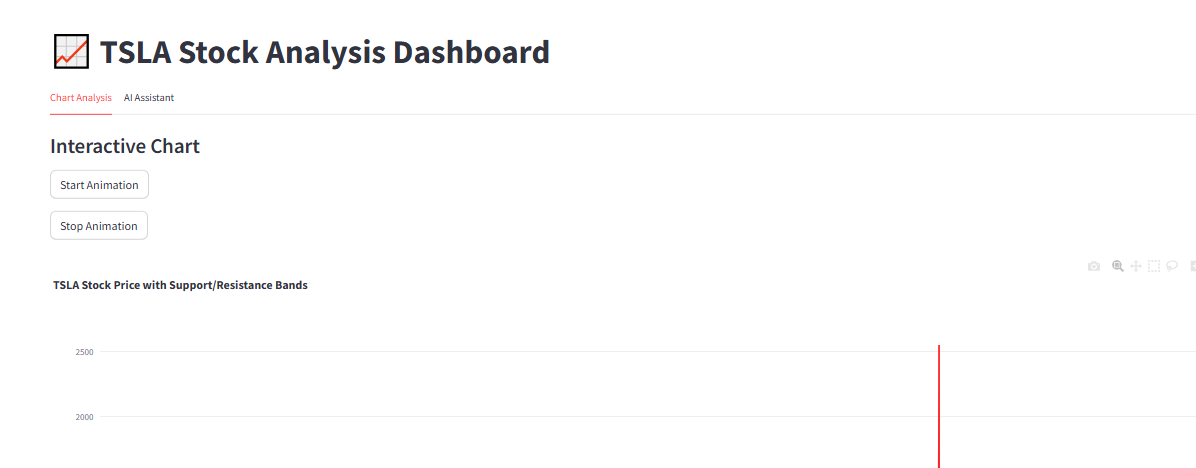 TSLA Stock Analysis Dashboard
Chart Analysis AI Assistant
Interactive Chart
Start Animation
Stop Animation
TSLA Stock Price with Support/Resistance Bands
2500
2000